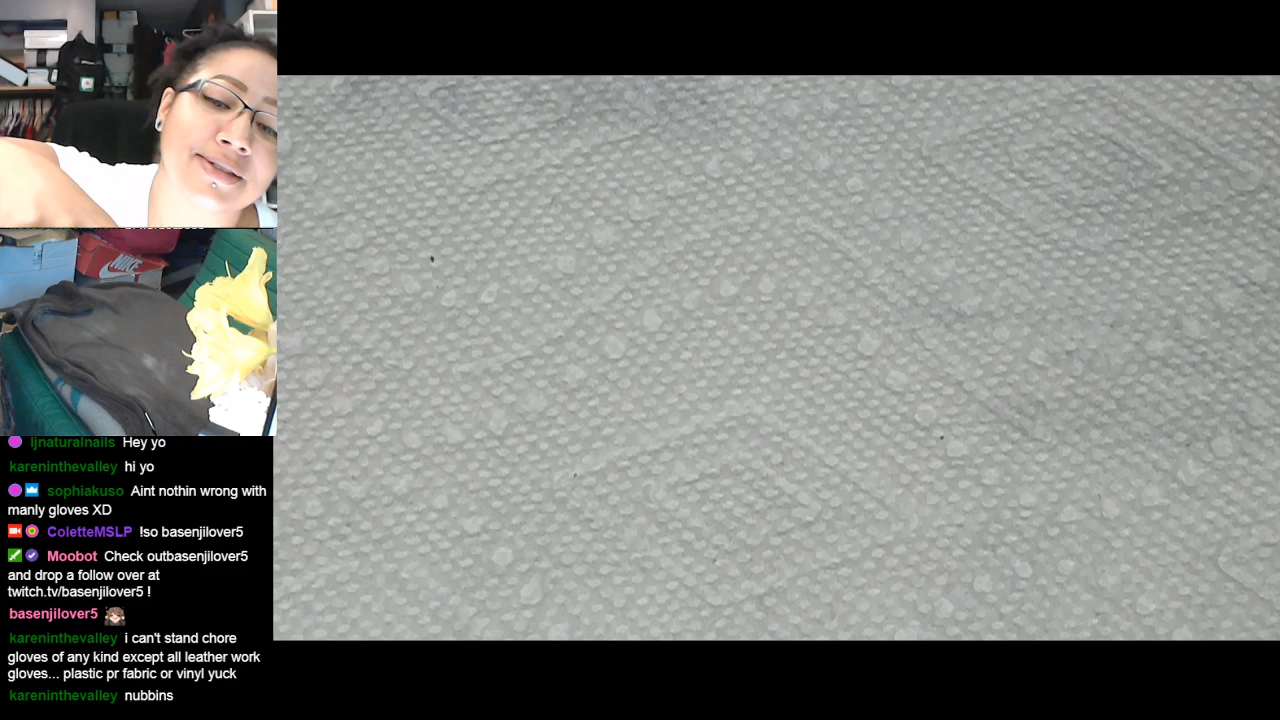 NIKE
ljnaturalnails Hey yo
kareninthevalley hi yo
sophiakuso Aint nothin wrong with
manly gloves XD
ColetteMSLP !so basenjilover5
Moobot Check outbasenjilover5
and drop a follow over at
twitch.tv/basenjilover5 !
basenjilover5
kareninthevalley i can't stand chore
gloves of any kind except all leather work
gloves... plastic pr fabric or vinyl yuck
kareninthevalley nubbins